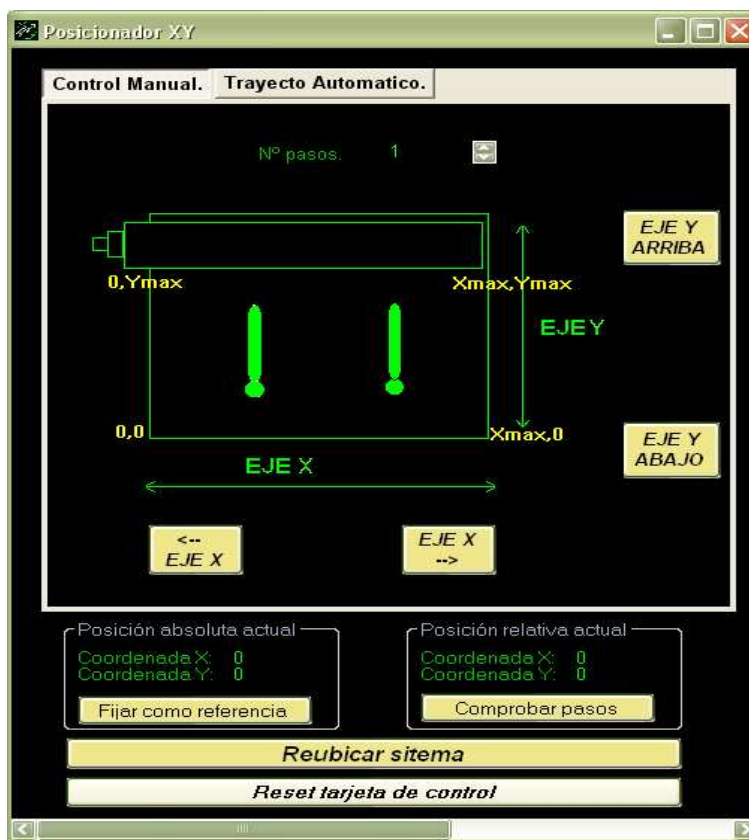 Posicionador XY
Control Manual. Trayecto Automatico.
Nº pasos. 1
EJE Y
ARRIBA
0,Ymax Xmax,Ymax
EJE Y
0,0 Xmax,0
EJE Y
ABAJO
EJE X
<--
EJE X
EJE X
-->
Posición absoluta actual
Coordenada X: 0
Coordenada Y: 0
Fijar como referencia
Posición relativa actual
Coordenada X: 0
Coordenada Y: 0
Comprobar pasos
Reubicar sitema
Reset tarjeta de control